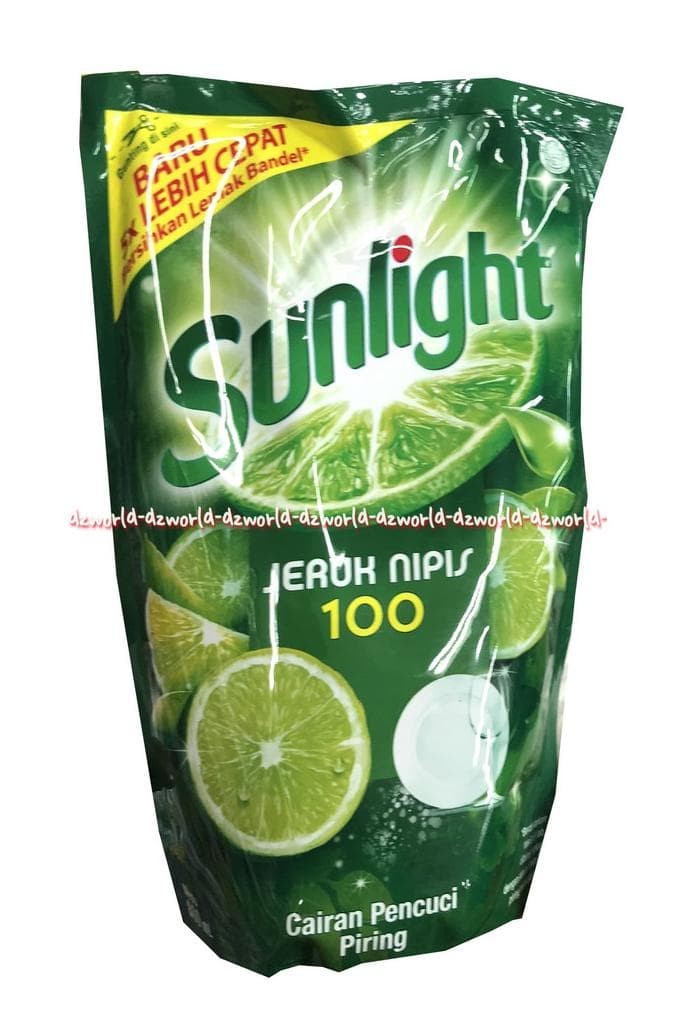 Gunting di sini
BARU
5x LEBIH CEPAT
Bersihkan Lemak Bandel*
Sunlight
dzworld-dzworld-dzworld-dzworld-dzworld-dzworld-dzworld-
JERUK NIPIS
100
Cairan Pencuci
Piring